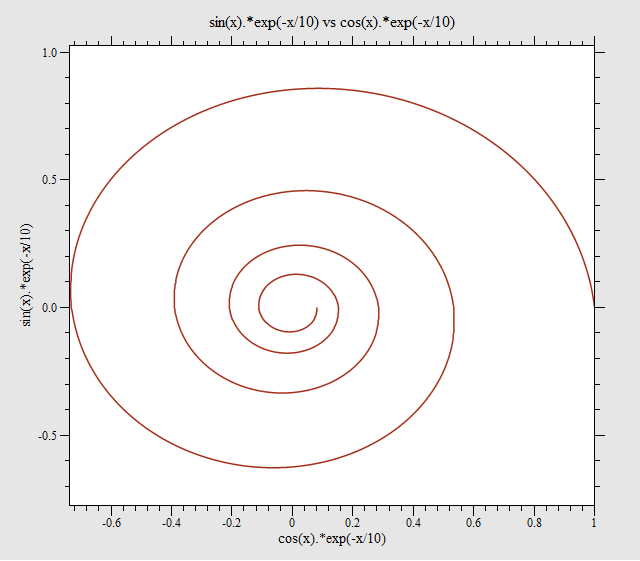 sin(x).*exp(-x/10) vs cos(x).*exp(-x/10)
1.0
0.5
0.0
-0.5
sin(x).*exp(-x/10)
-0.6 -0.4 -0.2 0 0.2 0.4 0.6 0.8 1
cos(x).*exp(-x/10)